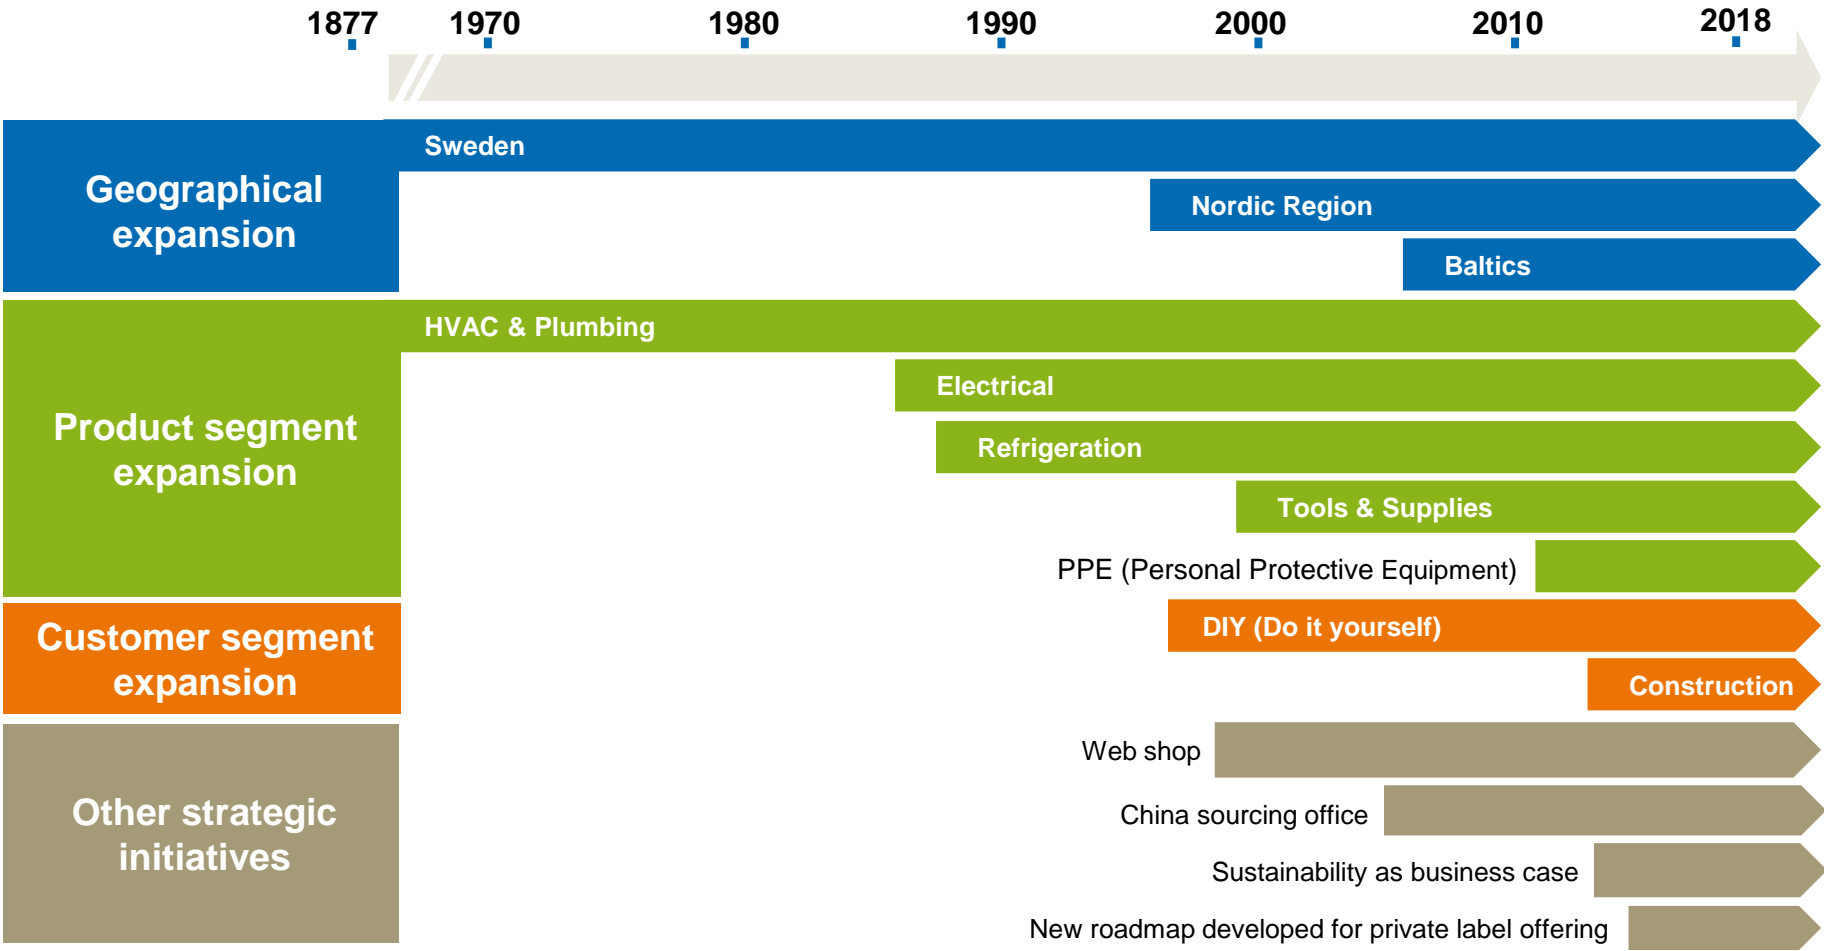 1877 1970 1980 1990 2000 2010 2018
Geographical
expansion
Sweden
Nordic Region
Baltics
Product segment
expansion
HVAC & Plumbing
Electrical
Refrigeration
Tools & Supplies
PPE (Personal Protective Equipment)
Customer segment
expansion
DIY (Do it yourself)
Construction
Other strategic
initiatives
Web shop
China sourcing office
Sustainability as business case
New roadmap developed for private label offering